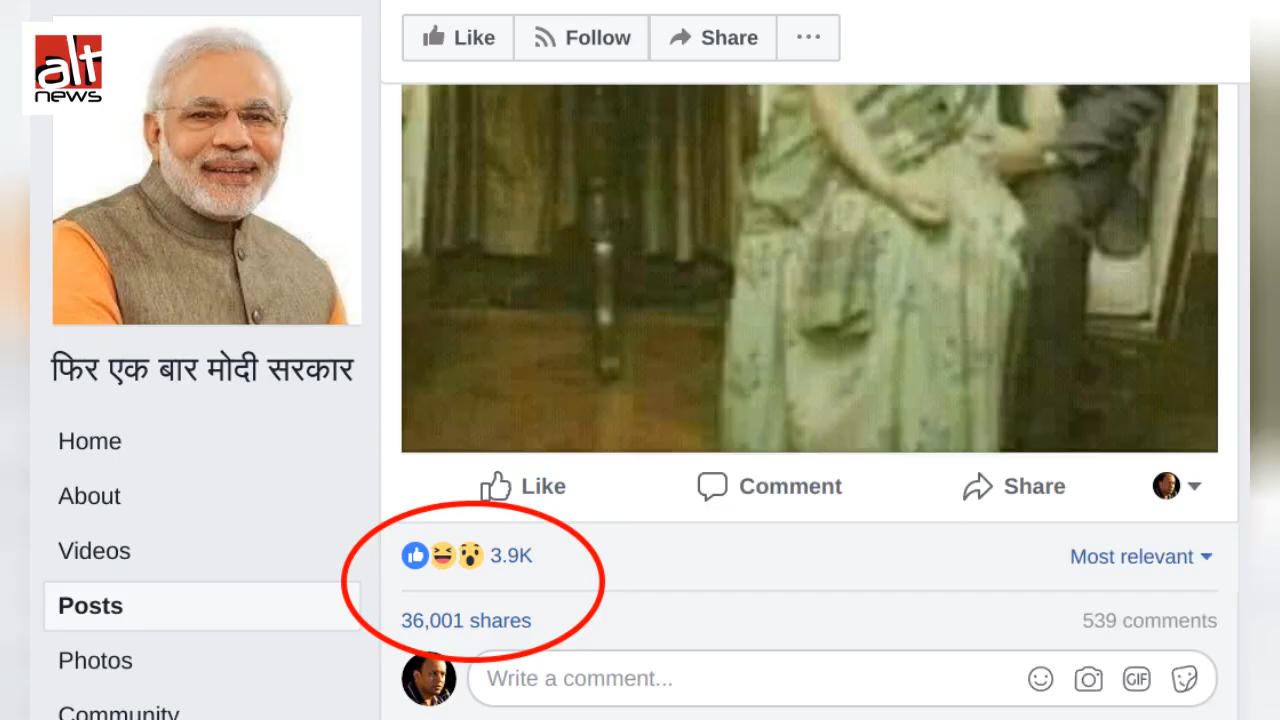 alt
news
Like
Follow
Share
फिर एक बार मोदी सरकार
Home
About
Videos
Posts
Photos
Community
Like
Comment
Share
3.9K
Most relevant
36,001 shares
539 comments
Write a comment...
GIF